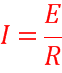 I = E/R